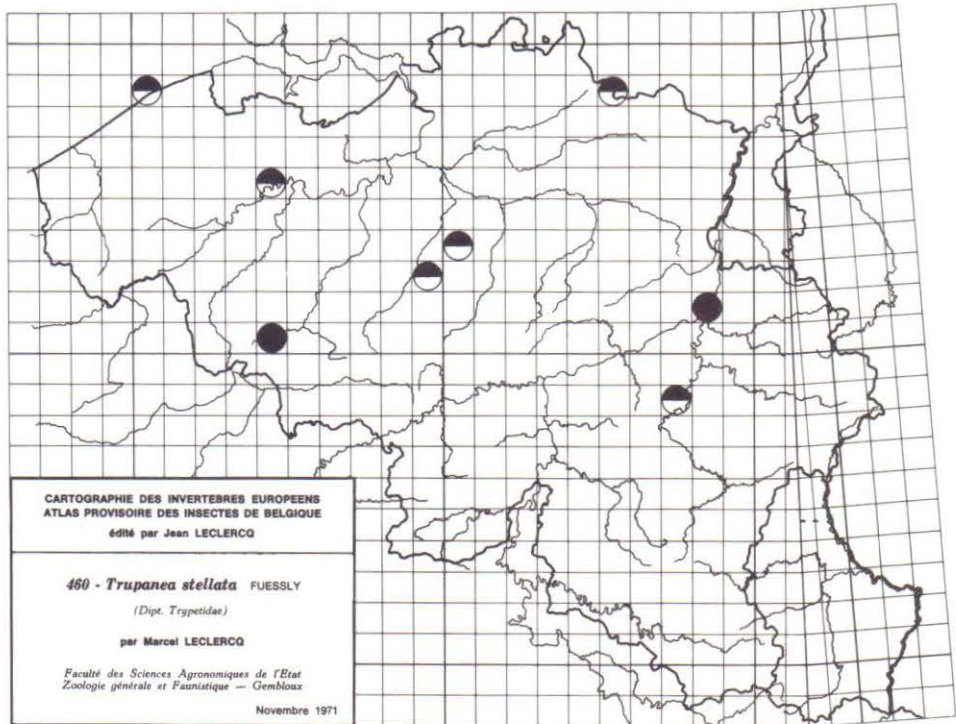 CARTOGRAPHIE DES INVERTEBRES EUROPEENS
ATLAS PROVISOIRE DES INSECTES DE BELGIQUE
édité par Jean LECLERCQ
460 - Trupanea stellata FUESSLY
(Dipt. Trypetidae)
par Marcel LECLERCQ
Faculté des Sciences Agronomiques de l'Etat
Zoologie générale et Faunistique — Gembloux
Novembre 1971